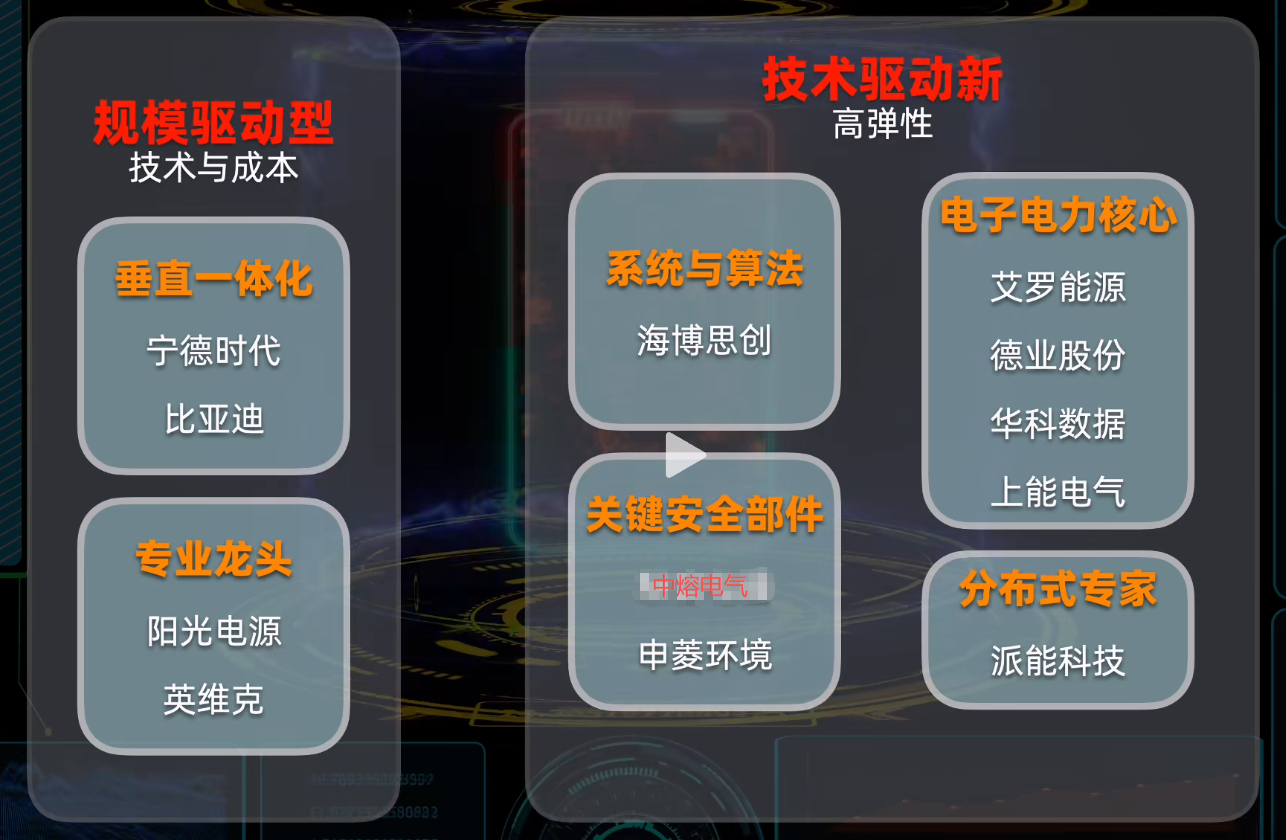 规模驱动型
技术与成本
垂直一体化
宁德时代
比亚迪
专业龙头
阳光电源
英维克
技术驱动新
高弹性
系统与算法
海博思创
关键安全部件
中熔电气
申菱环境
电子电力核心
艾罗能源
德业股份
华科数据
上能电气
分布式专家
派能科技